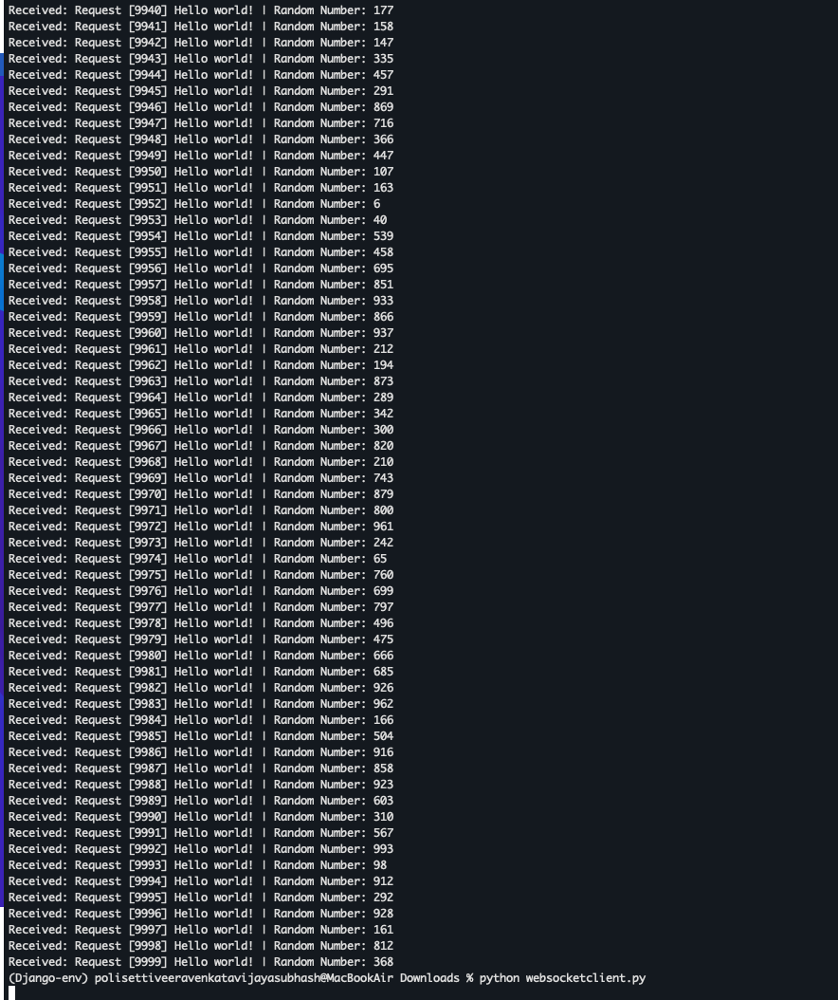 Received: Request [9940] Hello world! | Random Number: 177
Received: Request [9941] Hello world! | Random Number: 158
Received: Request [9942] Hello world! | Random Number: 147
Received: Request [9943] Hello world! | Random Number: 335
Received: Request [9944] Hello world! | Random Number: 457
Received: Request [9945] Hello world! | Random Number: 291
Received: Request [9946] Hello world! | Random Number: 869
Received: Request [9947] Hello world! | Random Number: 716
Received: Request [9948] Hello world! | Random Number: 366
Received: Request [9949] Hello world! | Random Number: 447
Received: Request [9950] Hello world! | Random Number: 107
Received: Request [9951] Hello world! | Random Number: 163
Received: Request [9952] Hello world! | Random Number: 6
Received: Request [9953] Hello world! | Random Number: 40
Received: Request [9954] Hello world! | Random Number: 539
Received: Request [9955] Hello world! | Random Number: 458
Received: Request [9956] Hello world! | Random Number: 695
Received: Request [9957] Hello world! | Random Number: 851
Received: Request [9958] Hello world! | Random Number: 933
Received: Request [9959] Hello world! | Random Number: 866
Received: Request [9960] Hello world! | Random Number: 937
Received: Request [9961] Hello world! | Random Number: 212
Received: Request [9962] Hello world! | Random Number: 194
Received: Request [9963] Hello world! | Random Number: 873
Received: Request [9964] Hello world! | Random Number: 289
Received: Request [9965] Hello world! | Random Number: 342
Received: Request [9966] Hello world! | Random Number: 300
Received: Request [9967] Hello world! | Random Number: 820
Received: Request [9968] Hello world! | Random Number: 210
Received: Request [9969] Hello world! | Random Number: 743
Received: Request [9970] Hello world! | Random Number: 879
Received: Request [9971] Hello world! | Random Number: 800
Received: Request [9972] Hello world! | Random Number: 961
Received: Request [9973] Hello world! | Random Number: 242
Received: Request [9974] Hello world! | Random Number: 65
Received: Request [9975] Hello world! | Random Number: 760
Received: Request [9976] Hello world! | Random Number: 699
Received: Request [9977] Hello world! | Random Number: 797
Received: Request [9978] Hello world! | Random Number: 496
Received: Request [9979] Hello world! | Random Number: 475
Received: Request [9980] Hello world! | Random Number: 666
Received: Request [9981] Hello world! | Random Number: 685
Received: Request [9982] Hello world! | Random Number: 926
Received: Request [9983] Hello world! | Random Number: 962
Received: Request [9984] Hello world! | Random Number: 166
Received: Request [9985] Hello world! | Random Number: 504
Received: Request [9986] Hello world! | Random Number: 916
Received: Request [9987] Hello world! | Random Number: 858
Received: Request [9988] Hello world! | Random Number: 923
Received: Request [9989] Hello world! | Random Number: 603
Received: Request [9990] Hello world! | Random Number: 310
Received: Request [9991] Hello world! | Random Number: 567
Received: Request [9992] Hello world! | Random Number: 993
Received: Request [9993] Hello world! | Random Number: 98
Received: Request [9994] Hello world! | Random Number: 912
Received: Request [9995] Hello world! | Random Number: 292
Received: Request [9996] Hello world! | Random Number: 928
Received: Request [9997] Hello world! | Random Number: 161
Received: Request [9998] Hello world! | Random Number: 812
Received: Request [9999] Hello world! | Random Number: 368
(Django-env) polisettiveeravenkatavijayasubhash@MacBookAir Downloads % python websocketclient.py